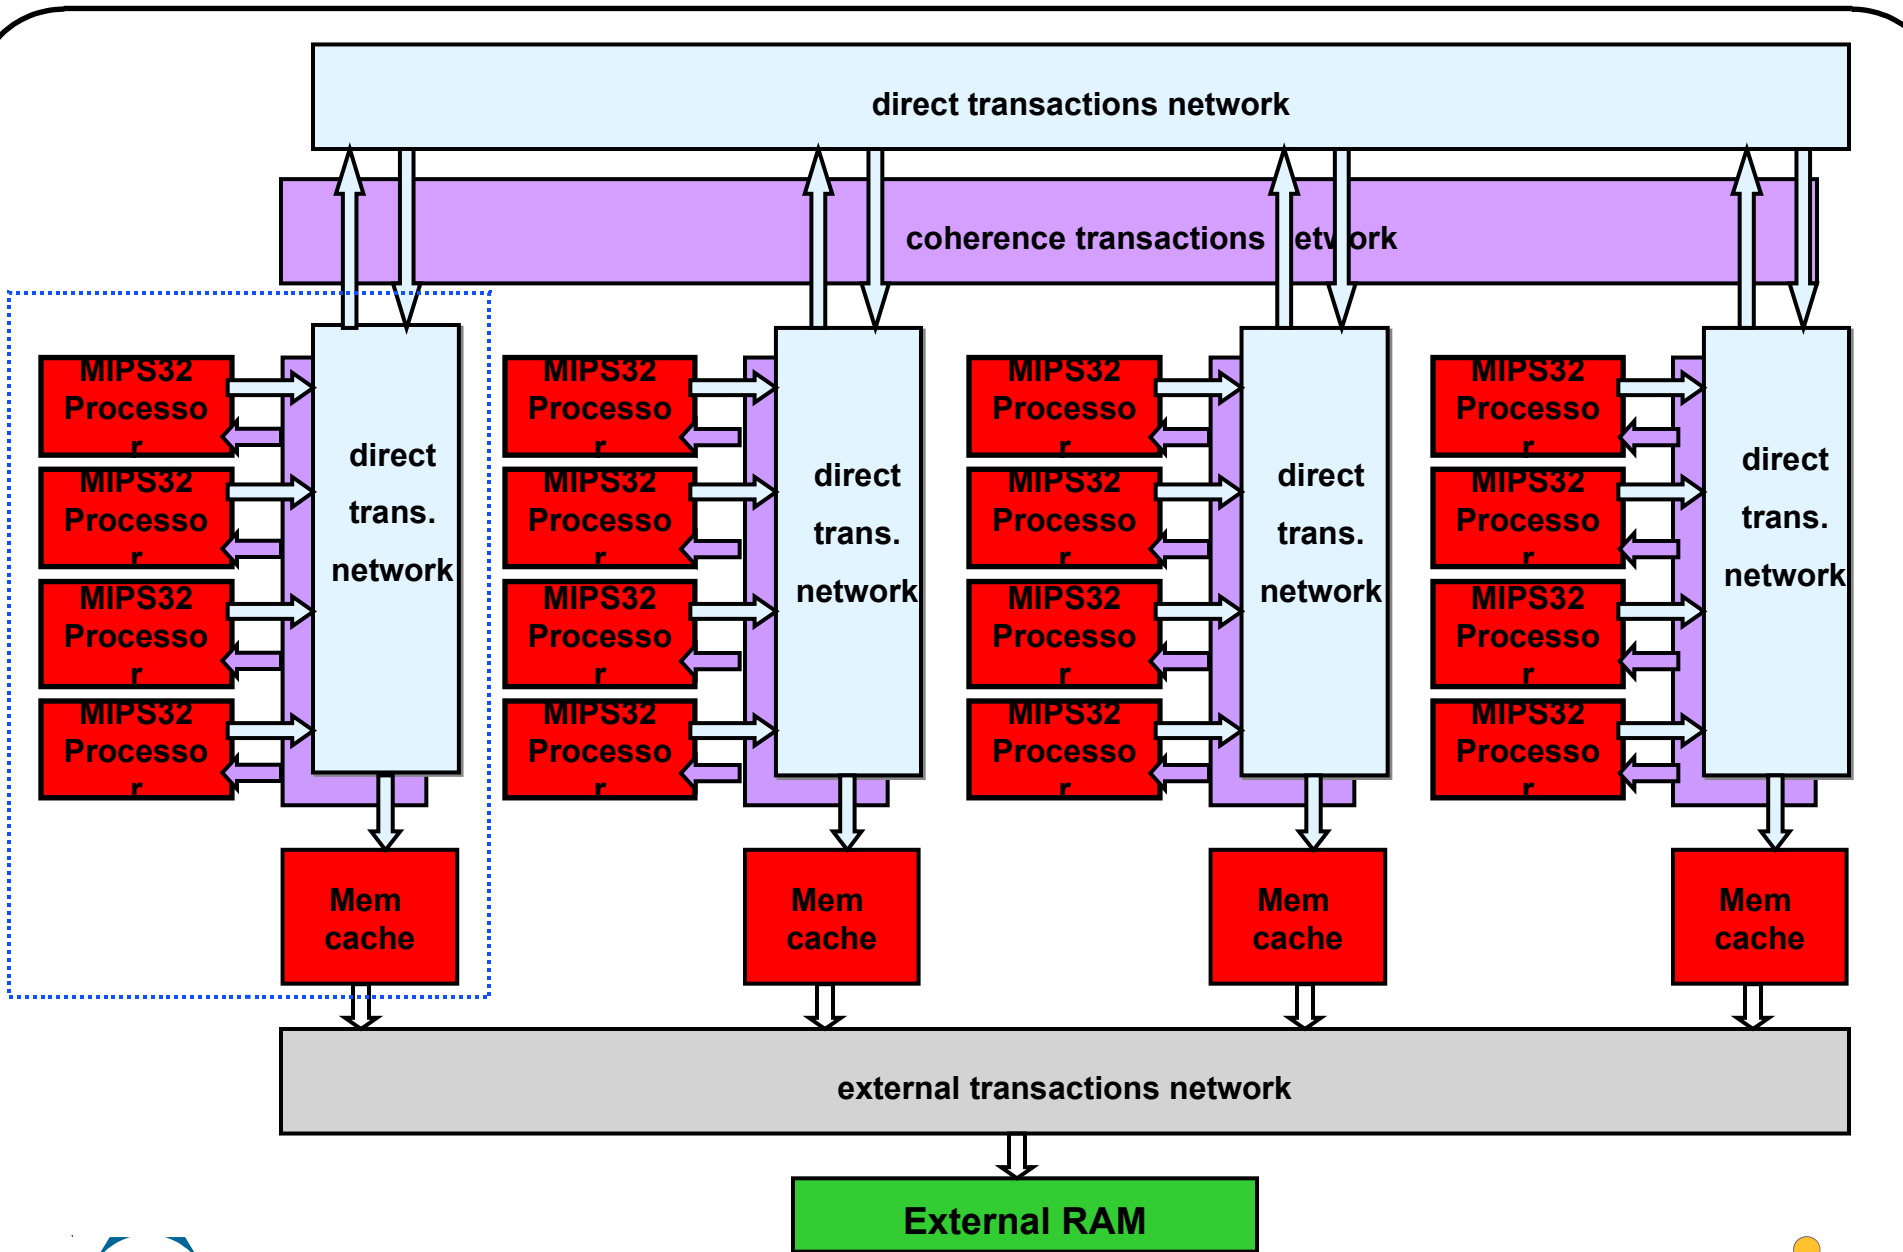 direct transactions network
coherence transactions network
MIPS32
Processo
r
MIPS32
Processo
r
MIPS32
Processo
r
MIPS32
Processo
r
direct
trans.
network
Mem
cache
MIPS32
Processo
r
MIPS32
Processo
r
MIPS32
Processo
r
MIPS32
Processo
r
direct
trans.
network
Mem
cache
MIPS32
Processo
r
MIPS32
Processo
r
MIPS32
Processo
r
MIPS32
Processo
r
direct
trans.
network
Mem
cache
MIPS32
Processo
r
MIPS32
Processo
r
MIPS32
Processo
r
MIPS32
Processo
r
direct
trans.
network
Mem
cache
external transactions network
External RAM